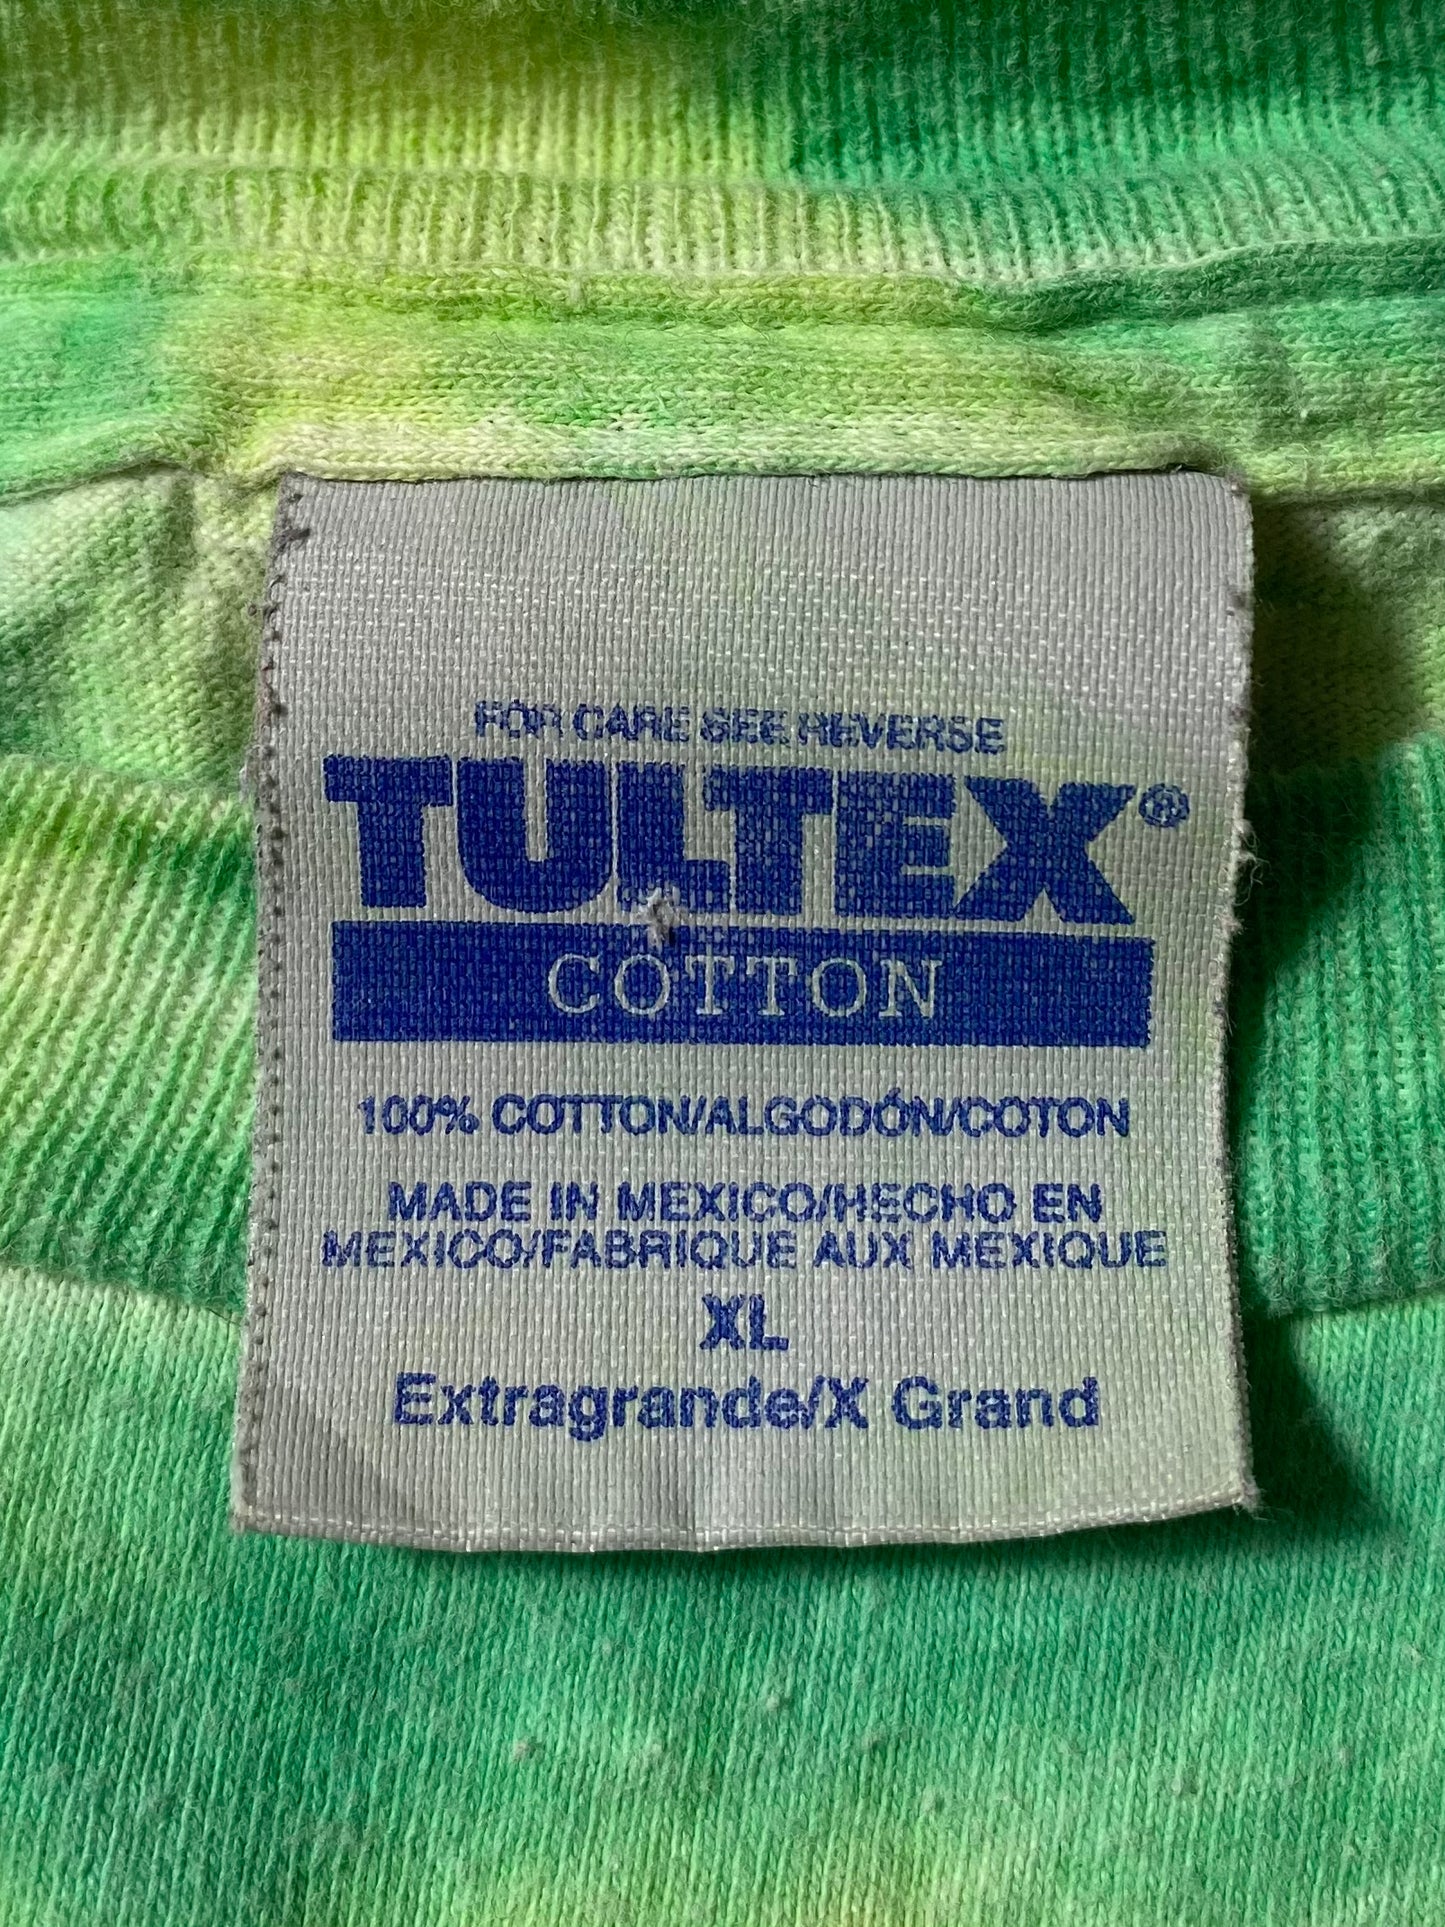 FOR CARE SEE REVERSE
TULTEX®
COTTON
100% COTTON/ALGODÓN/COTON
MADE IN MEXICO/HECHO EN
MEXICO/FABRIQUE AUX MEXIQUE
XL
Extragrande/X Grand